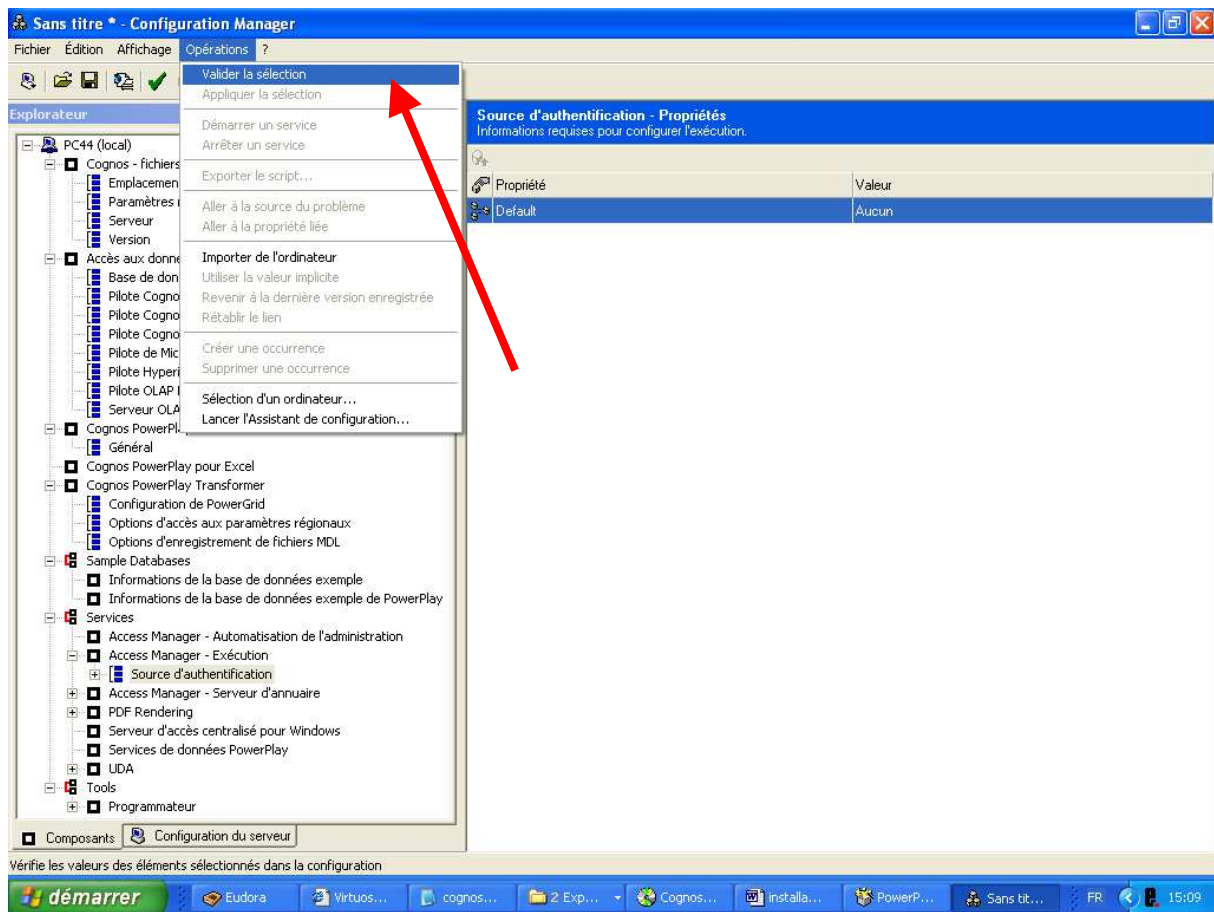 Sans titre * - Configuration Manager
Fichier Édition Affichage Opérations ?
Valider la sélection
Appliquer la sélection
Démarrer un service
Arrêter un service
Exporter le script...
Aller à la source du problème
Aller à la propriété liée
Importer de l'ordinateur
Utiliser la valeur implicite
Revenir à la dernière version enregistrée
Rétablir le lien
Créer une occurrence
Supprimer une occurrence
Sélection d'un ordinateur...
Lancer l'Assistant de configuration...
Explorateur
PC44 (local)
Cognos - fichiers
Emplacemen
Paramètres
Serveur
Version
Accès aux donné
Base de don
Pilote Cogno
Pilote Cogno
Pilote Cogno
Pilote de Mic
Pilote Hyperi
Pilote OLAP
Serveur OLA
Cognos PowerPl
Général
Cognos PowerPlay pour Excel
Cognos PowerPlay Transformer
Configuration de PowerGrid
Options d'accès aux paramètres régionaux
Options d'enregistrement de fichiers MDL
Sample Databases
Informations de la base de données exemple
Informations de la base de données exemple de PowerPlay
Services
Access Manager - Automatisation de l'administration
Access Manager - Exécution
Source d'authentification
Access Manager - Serveur d'annuaire
PDF Rendering
Serveur d'accès centralisé pour Windows
Services de données PowerPlay
UDA
Tools
Programmateur
Composants Configuration du serveur
Source d'authentification - Propriétés
Informations requises pour configurer l'exécution.
Propriété Valeur
Default Aucun
Vérifie les valeurs des éléments sélectionnés dans la configuration
démarrer Eudora Virtuos... cognos... 2 Exp... Cognos... installa... PowerP... Sans tit... FR 15:09